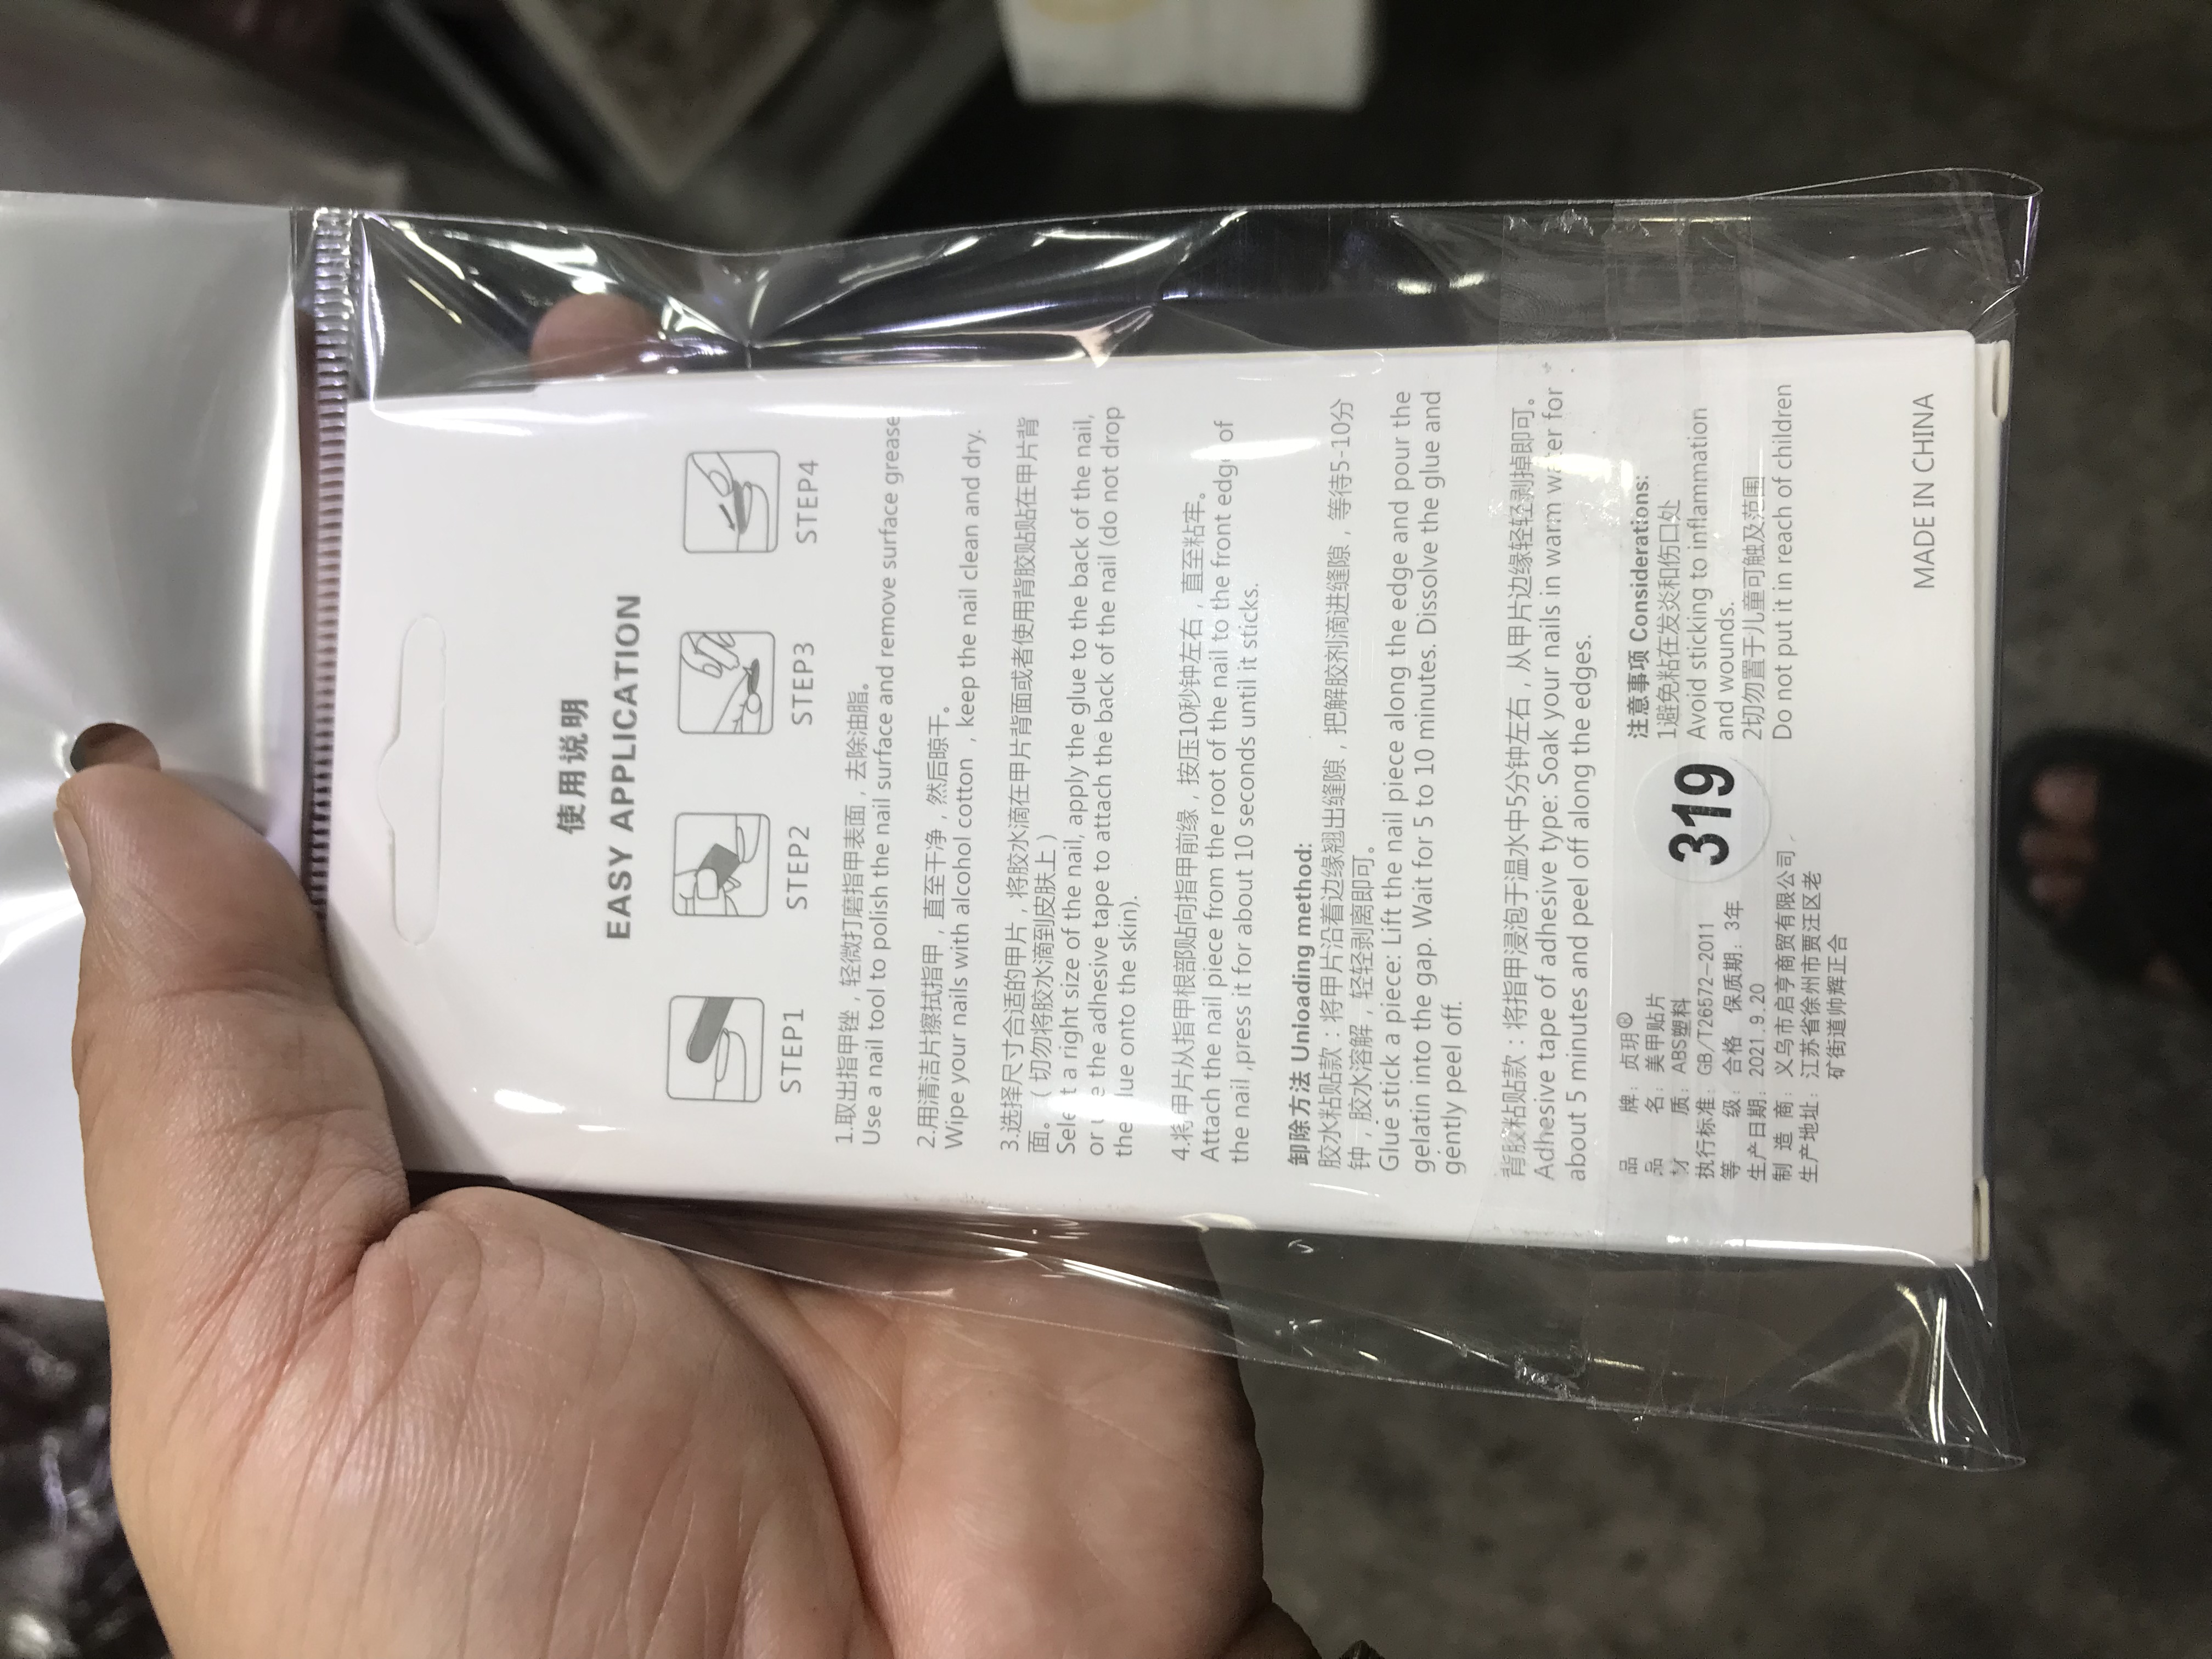 使用说明
EASY APPLICATION
STEP1
STEP2
STEP3
STEP4
1.取出指甲锉，轻微打磨指甲表面，去除油脂。
Use a nail tool to polish the nail surface and remove surface grease
2.用清洁片擦拭指甲，直至干净，然后晾干。
Wipe your nails with alcohol cotton , keep the nail clean and dry.
3.选择尺寸合适的甲片，将胶水滴在甲片背面或者使用背胶贴贴在甲片背
面。（切勿将胶水滴到皮肤上）
Select a right size of the nail, apply the glue to the back of the nail,
or the adhesive tape to attach the back of the nail (do not drop
the lue onto the skin).
4.将甲片从指甲根部贴向指甲前缘，按压10秒钟左右，直至粘牢。
Attach the nail piece from the root of the nail to the front edge of
the nail ,press it for about 10 seconds until it sticks.
卸除方法 Unioading method:
胶水粘贴款：将甲片沿着边缘翘出缝隙，把解胶剂滴进缝隙，等待5-10分
钟，胶水溶解，轻轻剥离即可。
Glue stick a piece: Lift the nail piece along the edge and pour the
gelatin into the gap. Wait for 5 to 10 minutes. Dissolve the glue and
gently peel off.
背胶粘贴款：将指甲浸泡于温水中5分钟左右，从甲片边缘轻轻剥掉即可。
Adhesive tape of adhesive type: Soak your nails in warm water for
about 5 minutes and peel off along the edges.
品 牌：贞玥®
品 名：美甲贴片
材 质：ABS塑料
执行标准：GB/T26572-2011
等 级：合格 保质期：3年
生产日期：2021.9.20
制 造 商：义乌市启亨商贸有限公司
生产地址：江苏省徐州市贾汪区老
矿街道帅辉正合
319
注意事项 Considerations:
1避免粘在发炎和伤口处
Avoid sticking to inflammation
and wounds.
2切勿置于儿童可触及范围
Do not put it in reach of children
MADE IN CHINA